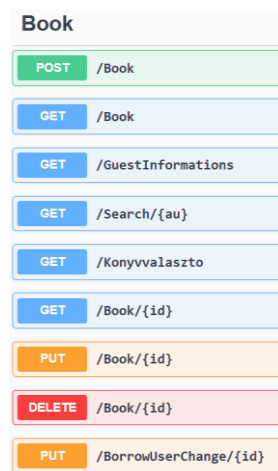 Book
POST /Book
GET /Book
GET /GuestInformations
GET /Search/{au}
GET /Konyvvalaszto
GET /Book/{id}
PUT /Book/{id}
DELETE /Book/{id}
PUT /BorrowUserChange/{id}